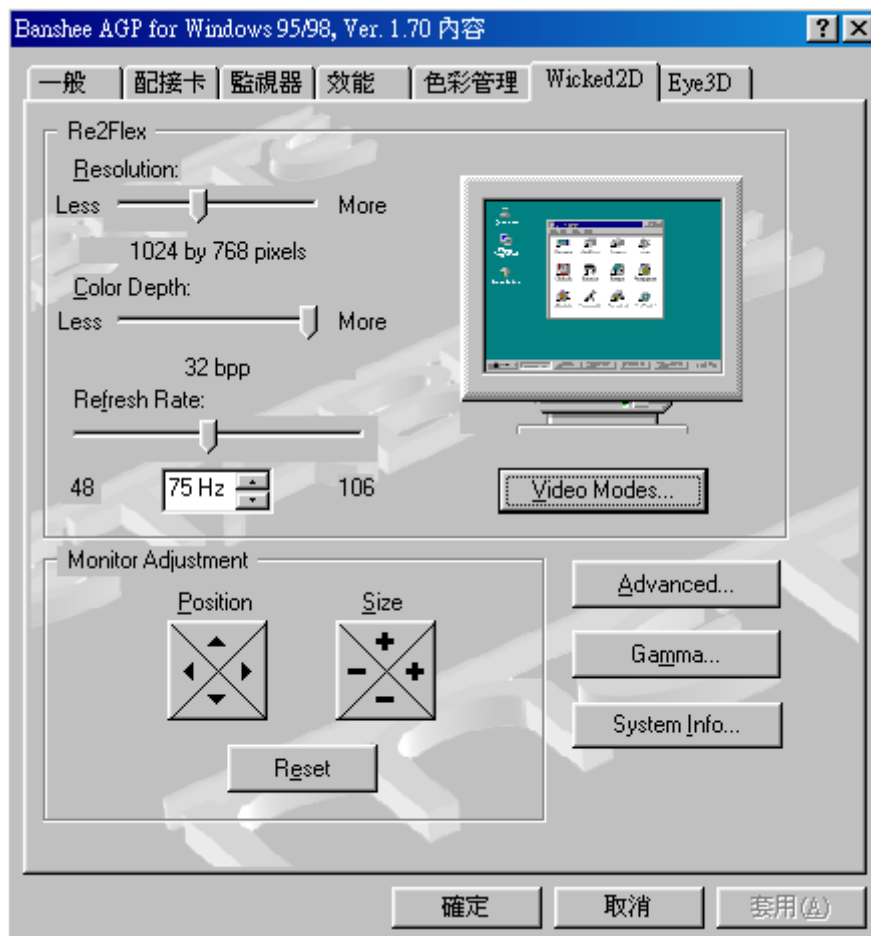 Banshee AGP for Windows 95/98, Ver. 1.70 內容
一般 配接卡 監視器 效能 色彩管理 Wicked2D Eye3D
Re2Flex
Resolution:
Less More
1024 by 768 pixels
Color Depth:
Less More
32 bpp
Refresh Rate:
48 75 Hz 106
Video Modes...
Monitor Adjustment
Position Size
Reset
Advanced...
Gamma...
System Info...
確定 取消 套用(A)